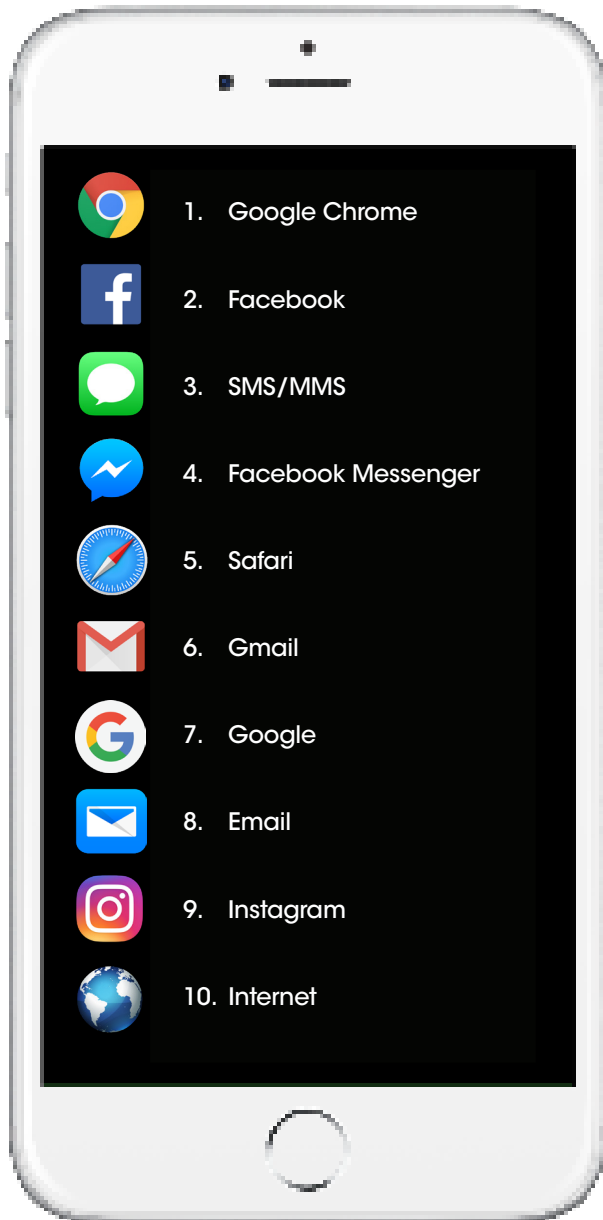 1. Google Chrome
2. Facebook
3. SMS/MMS
4. Facebook Messenger
5. Safari
6. Gmail
7. Google
8. Email
9. Instagram
10. Internet